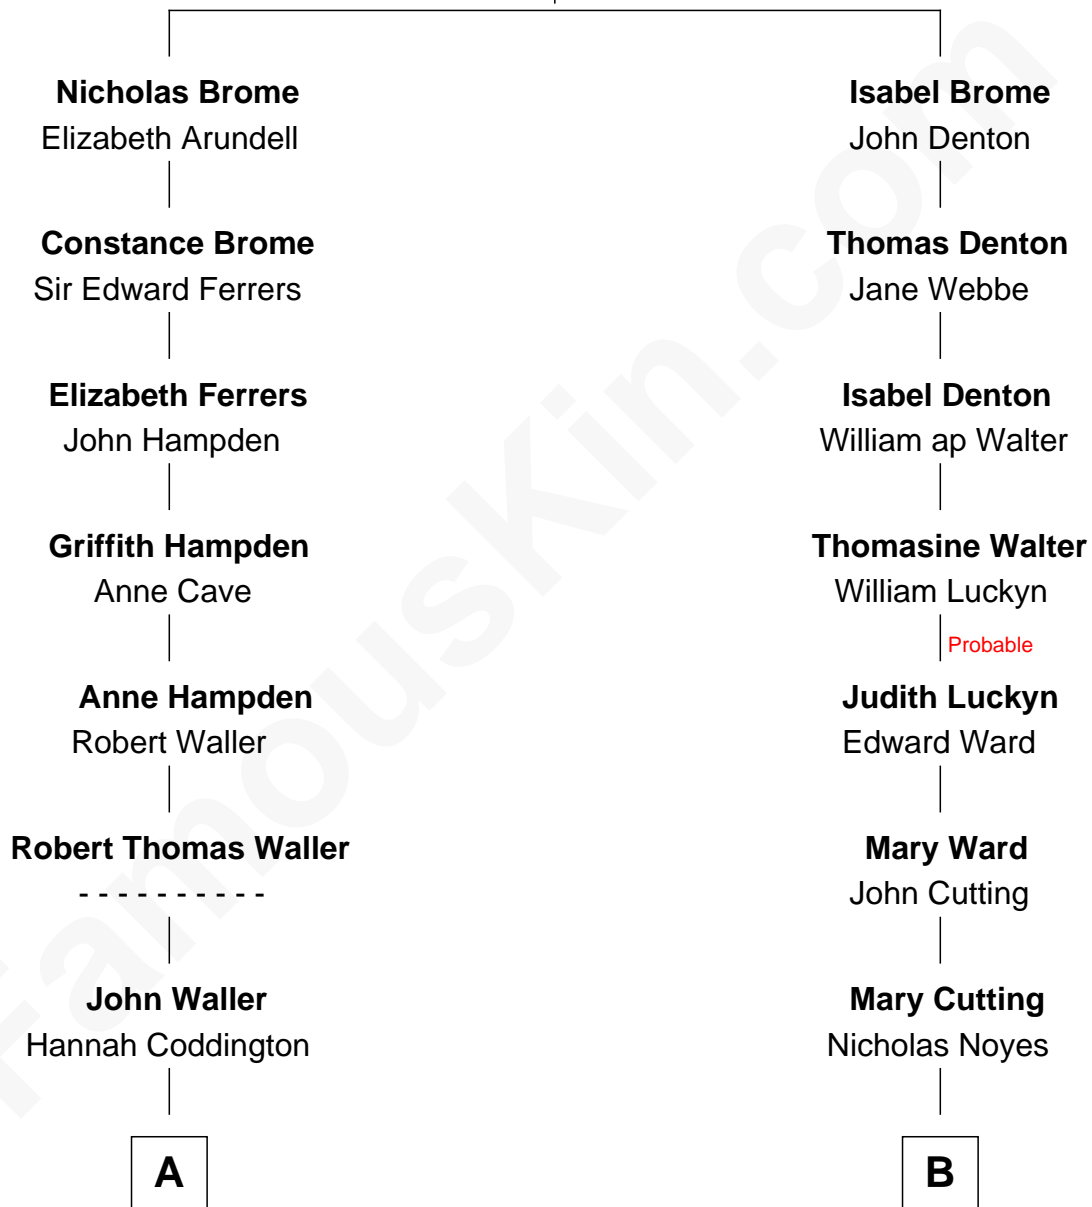 Nicholas Brome
Elizabeth Arundell
Constance Brome
Sir Edward Ferrers
Elizabeth Ferrers
John Hampden
Griffith Hampden
Anne Cave
Anne Hampden
Robert Waller
Robert Thomas Waller
- - - - - - - - - -
John Waller
Hannah Coddington
A
Isabel Brome
John Denton
Thomas Denton
Jane Webbe
Isabel Denton
William ap Walter
Thomasine Walter
William Luckyn
Probable
Judith Luckyn
Edward Ward
Mary Ward
John Cutting
Mary Cutting
Nicholas Noyes
B
FamousKin.com